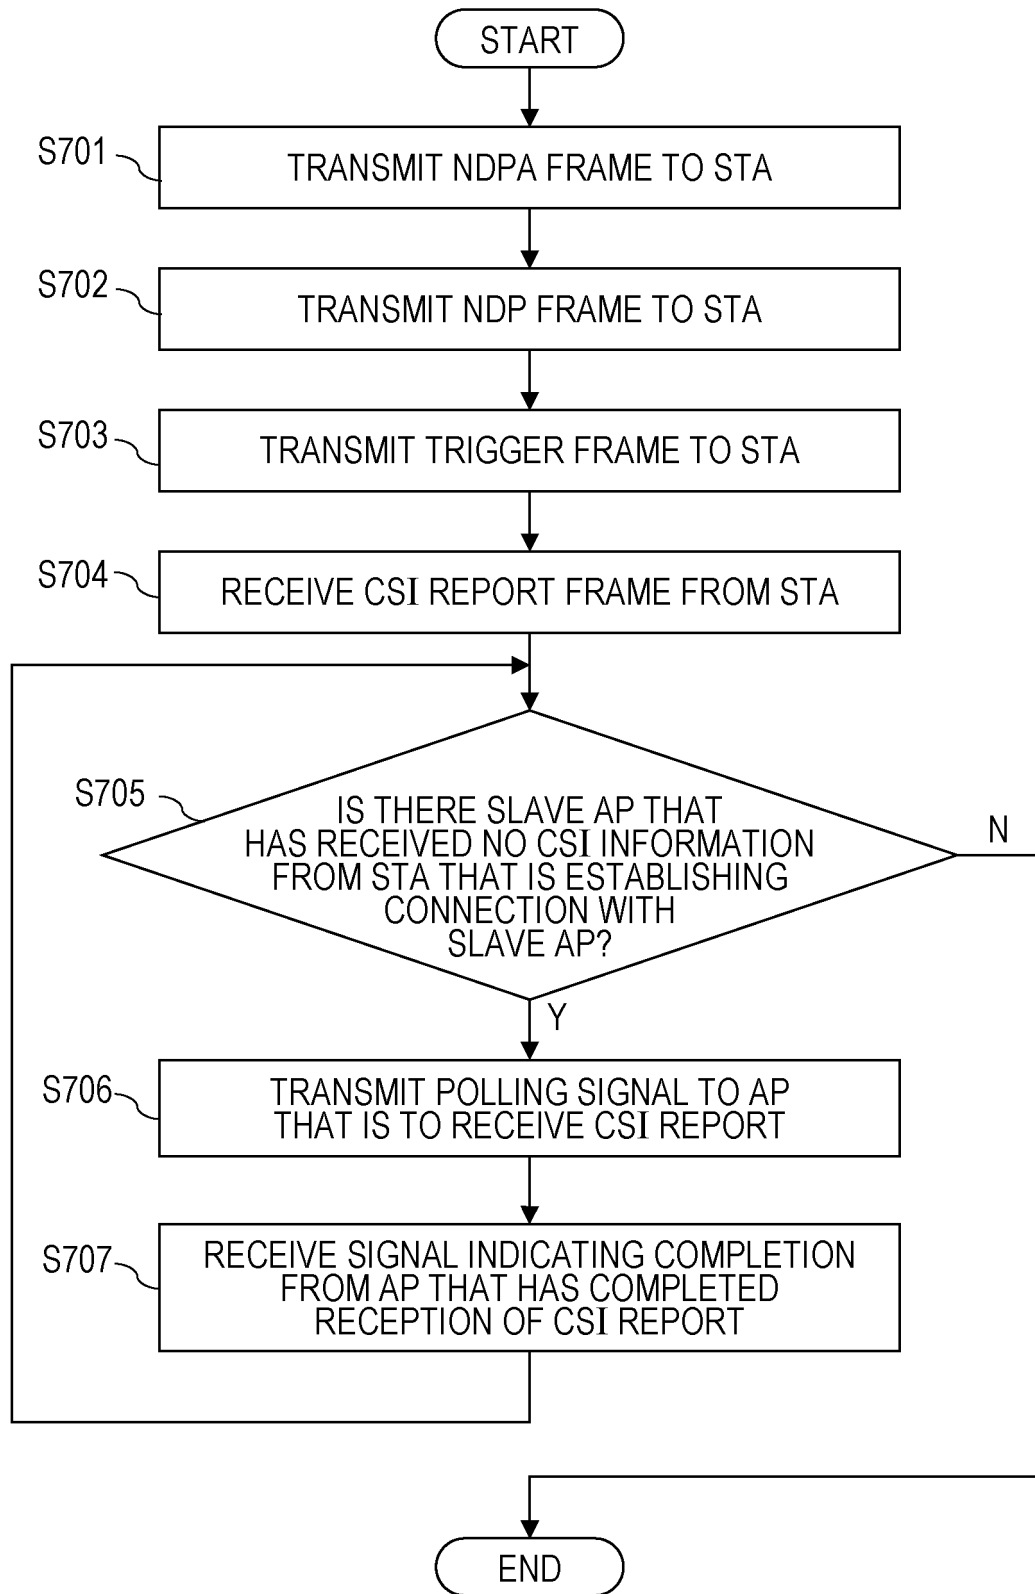 START
S701
TRANSMIT NDPA FRAME TO STA
S702
TRANSMIT NDP FRAME TO STA
S703
TRANSMIT TRIGGER FRAME TO STA
S704
RECEIVE CSI REPORT FRAME FROM STA
S705
IS THERE SLAVE AP THAT
HAS RECEIVED NO CSI INFORMATION
FROM STA THAT IS ESTABLISHING
CONNECTION WITH
SLAVE AP?
N
Y
S706
TRANSMIT POLLING SIGNAL TO AP
THAT IS TO RECEIVE CSI REPORT
S707
RECEIVE SIGNAL INDICATING COMPLETION
FROM AP THAT HAS COMPLETED
RECEPTION OF CSI REPORT
END